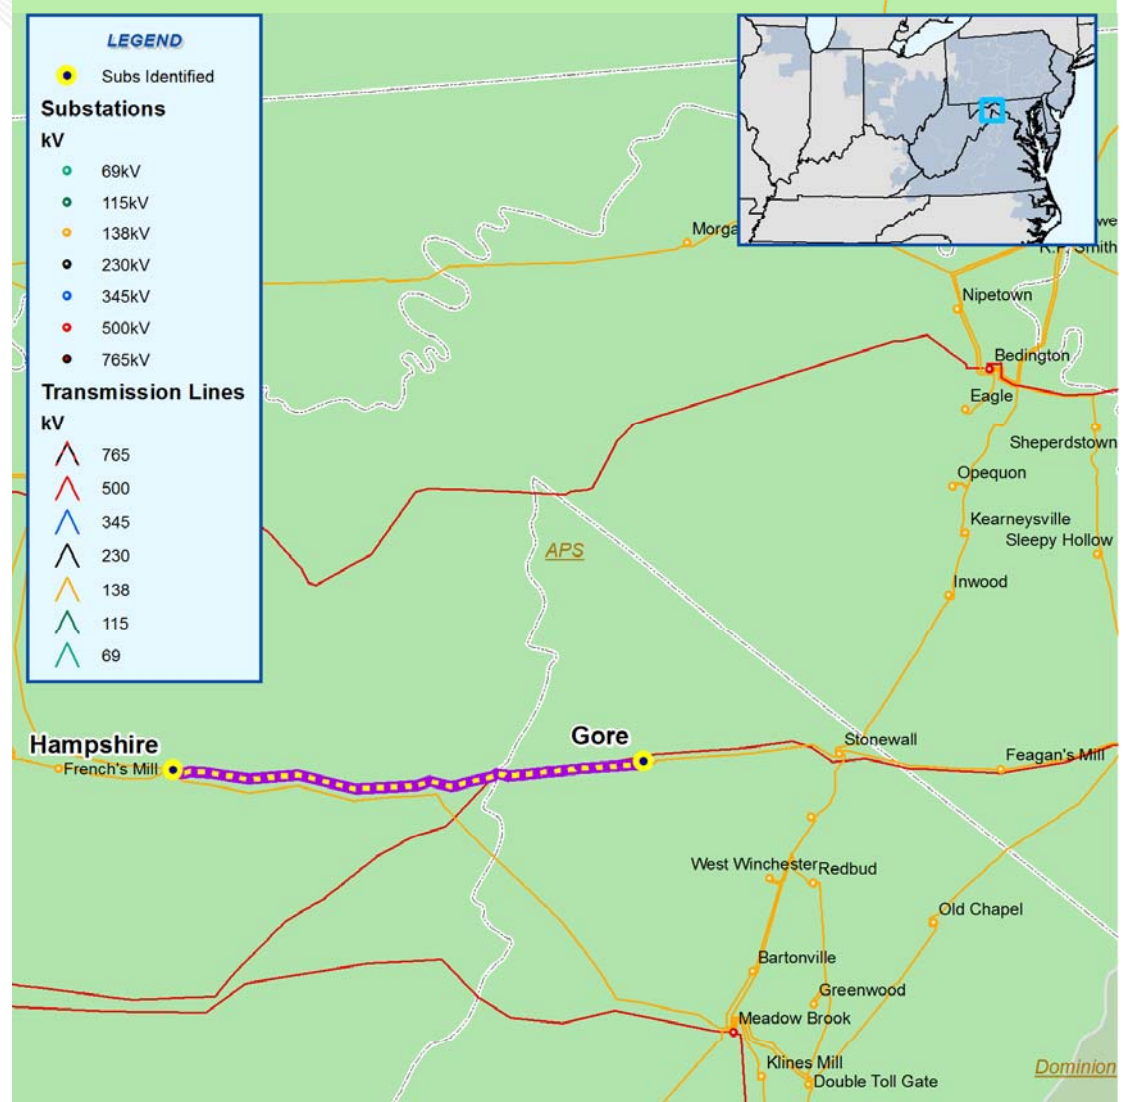 LEGEND
Subs Identified
Substations
kV
69kV
115kV
138kV
230kV
345kV
500kV
765kV
Transmission Lines
kV
765
500
345
230
138
115
69
Morga
R.P. Smith
Nipetown
Bedington
Eagle
Sheperdstown
Opequon
Kearneysville
Sleepy Hollow
APS
Inwood
Hampshire
French's Mill
Gore
Stonewall
Feagan's Mill
West Winchester
Redbud
Old Chapel
Bartonville
Greenwood
Meadow Brook
Klines Mill
Double Toll Gate
Dominion